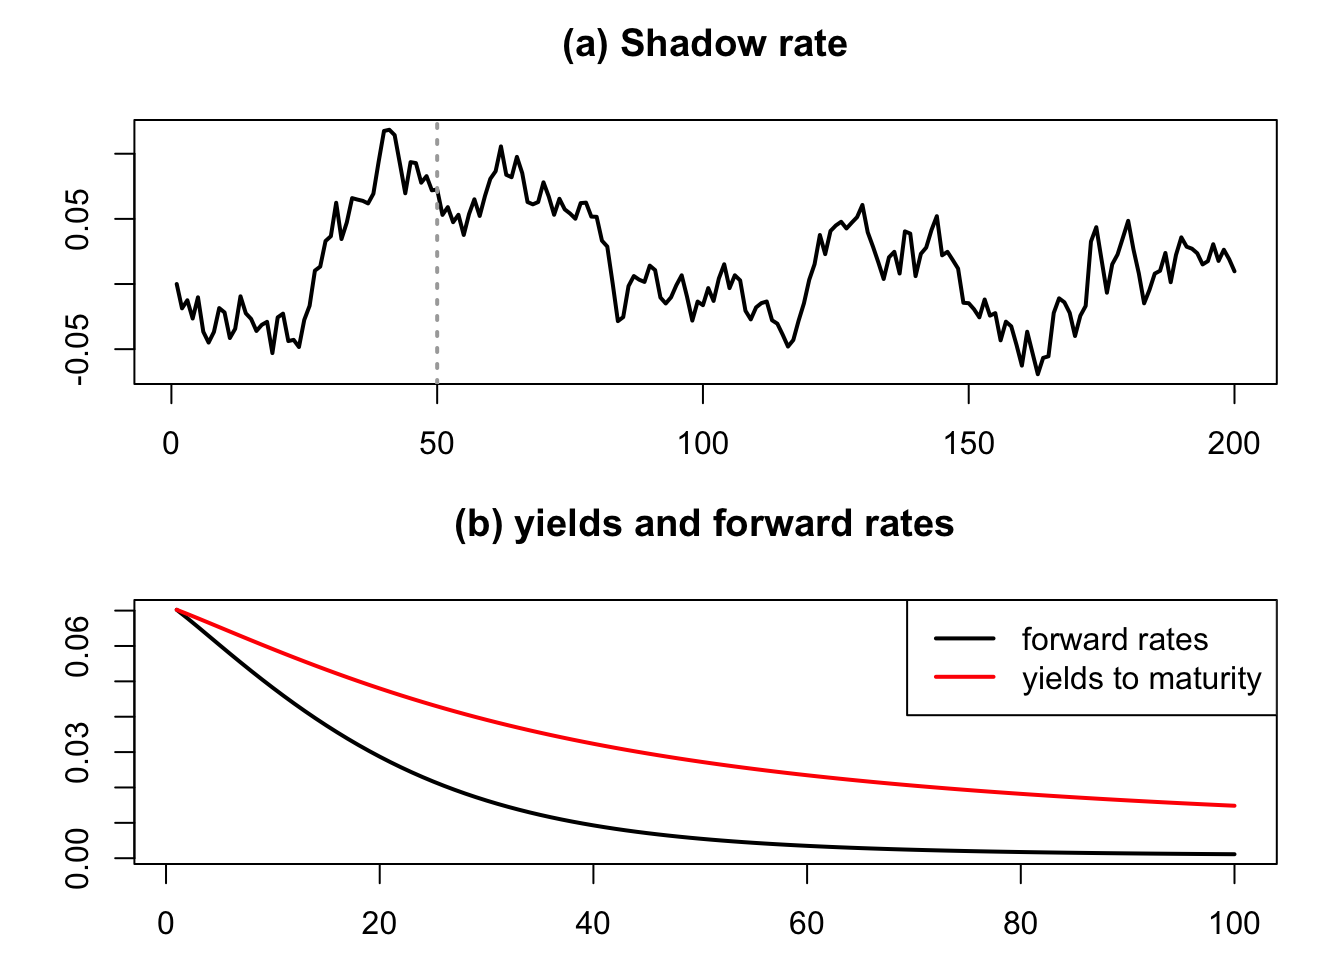 (a) Shadow rate
0.05
-0.05
0 50 100 150 200
(b) yields and forward rates
0.06
0.03
0.00
forward rates
yields to maturity
0 20 40 60 80 100